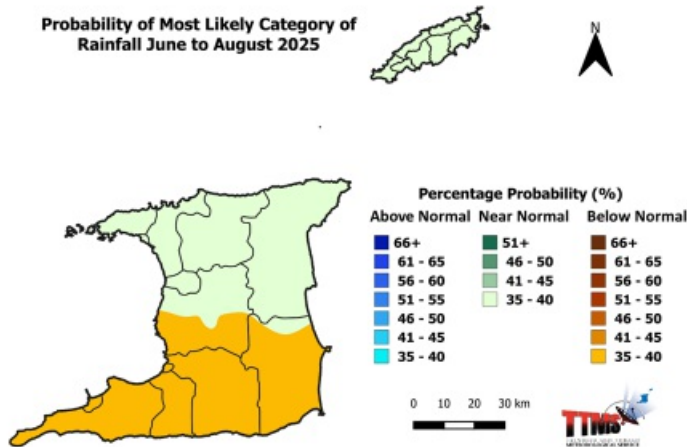 Probability of Most Likely Category of
Rainfall June to August 2025
N
Percentage Probability (%)
Above Normal Near Normal Below Normal
66+ 51+ 66+
61 - 65 46 - 50 61 - 65
56 - 60 41 - 45 56 - 60
51 - 55 35 - 40 51 - 55
46 - 50 46 - 50
41 - 45 41 - 45
35 - 40 35 - 40
0 10 20 30 km
TTMS
METEOROLOGICAL SERVICE